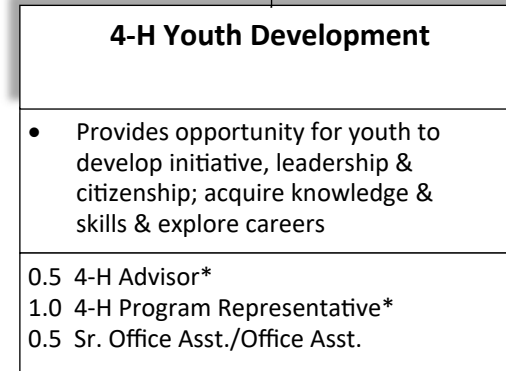 4-H Youth Development
• Provides opportunity for youth to
develop initiative, leadership &
citizenship; acquire knowledge &
skills & explore careers
0.5 4-H Advisor*
1.0 4-H Program Representative*
0.5 Sr. Office Asst./Office Asst.